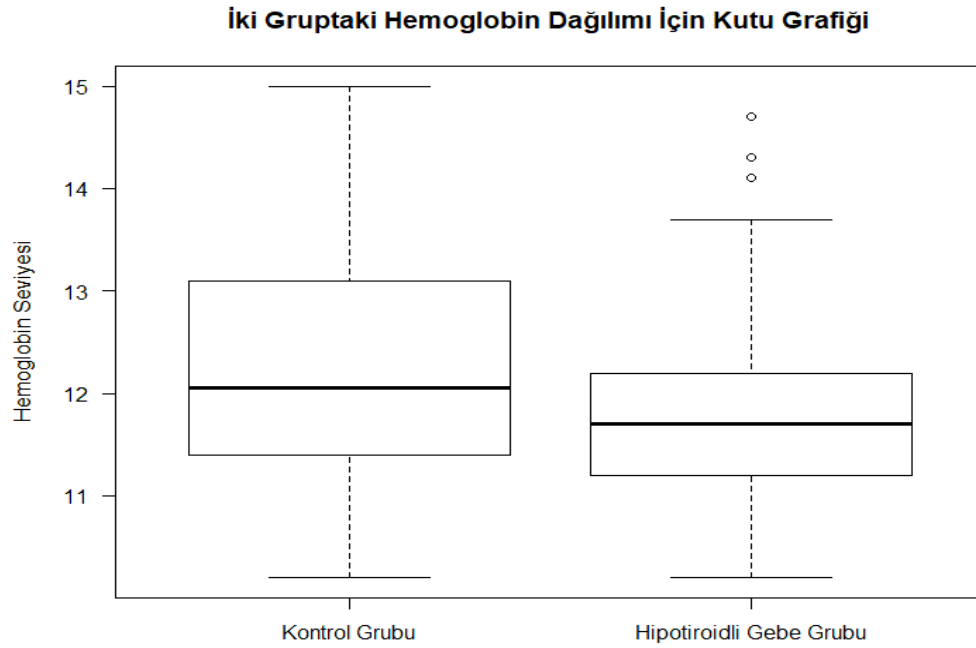 İki Gruptaki Hemoglobin Dağılımı İçin Kutu Grafiği
Hemoglobin Seviyesi
15
14
13
12
11
Kontrol Grubu
Hipotiroidli Gebe Grubu